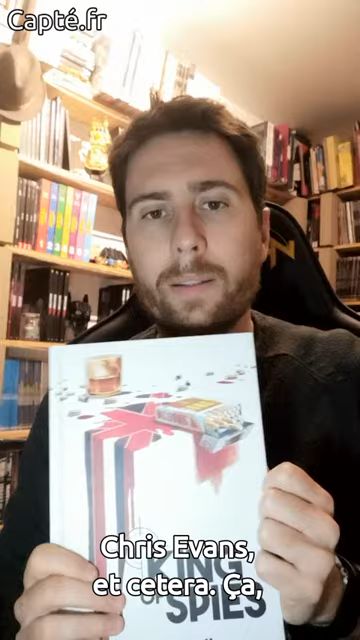 Capté.fr
Chris Evans,
et cetera. Ça,
KING
OF
SPIES